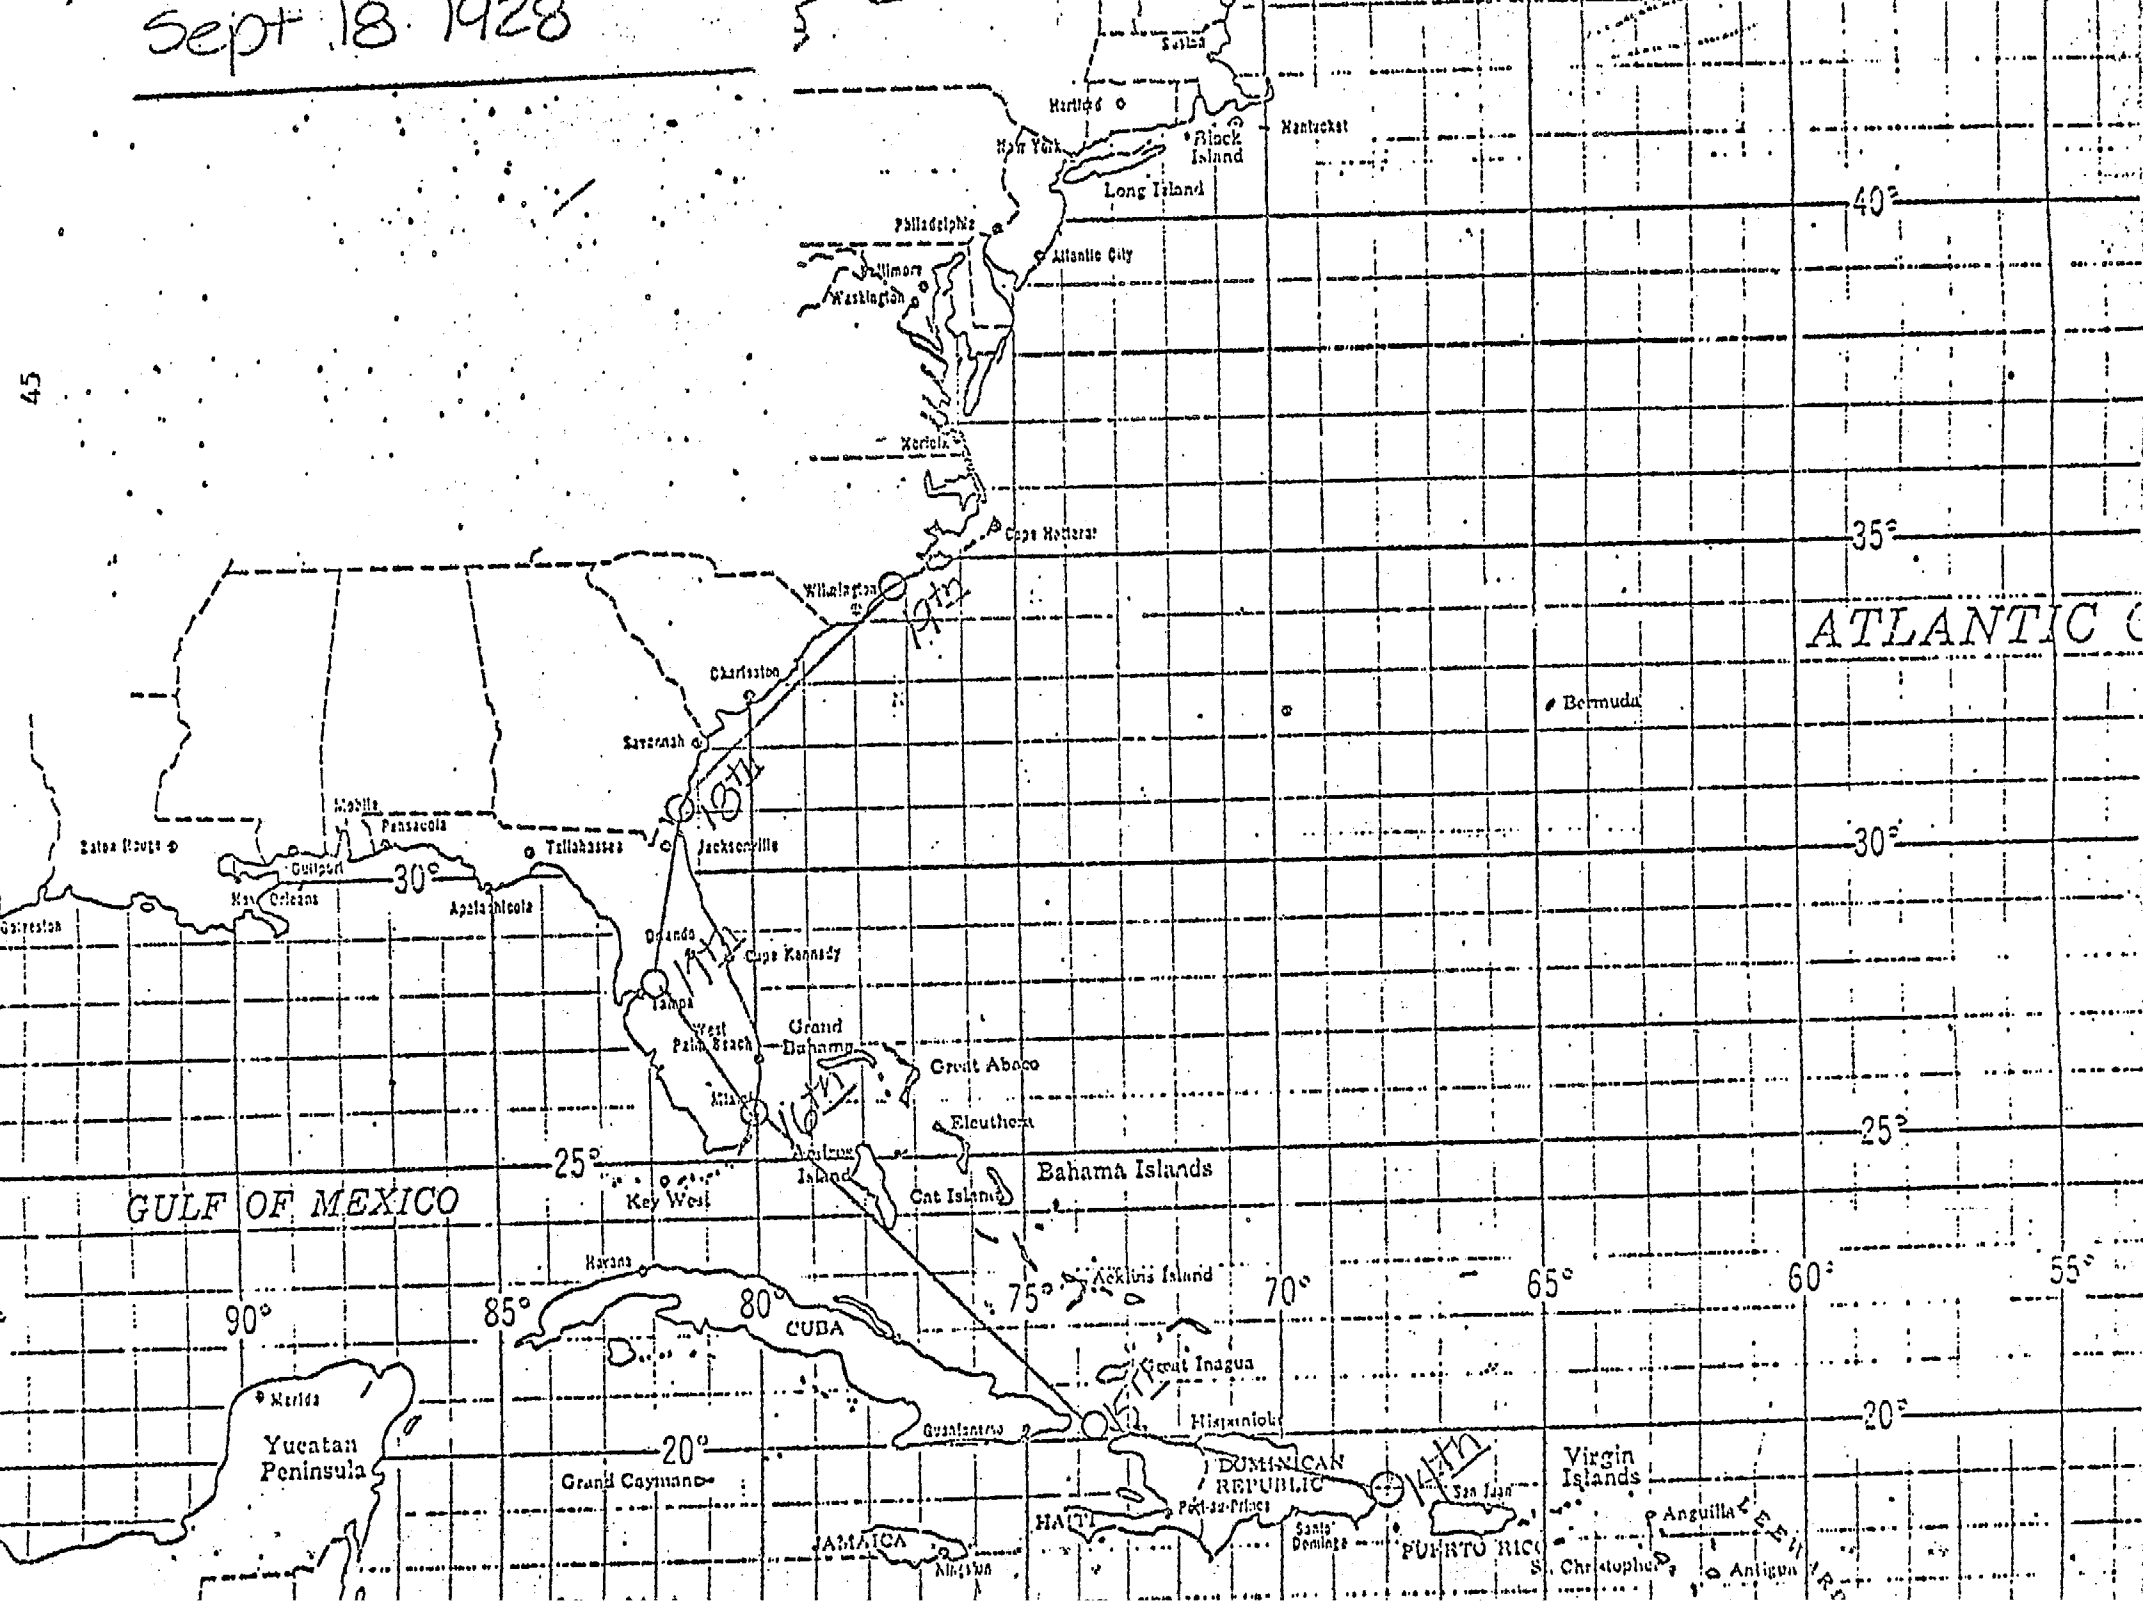 Sept 18. 1928
Boston
Hartford
Nantucket
New York
Block
Island
Long Island
40°
Philadelphia
Atlantic City
Baltimore
Washington
45
Norfolk
Cape Hatteras
35°
Wilmington
19th
ATLANTIC
Charleston
Bermuda
Savannah
18th
Mobile
Pensacola
Baton Rouge
Tallahassee
Jacksonville
30°
Gulfport
30°
New Orleans
Apalachicola
Galveston
Orlando
17th
Cape Kennedy
Tampa
West
Palm Beach
Grand
Bahama
Great Abaco
Miami
16th
Eleuthera
25°
25°
Andros
Island
Bahama Islands
Key West
Cat Island
GULF OF MEXICO
Havana
Acklins Island
90°
85°
80°
75°
70°
65°
60°
55°
CUBA
Great Inagua
Merida
20°
Guantanamo
Hispaniola
Yucatan
Peninsula
20°
14th
Virgin
Islands
Grand Cayman
DOMINICAN
REPUBLIC
San Juan
Port-au-Prince
HAITI
Santo
Domingo
Anguilla
JAMAICA
PUERTO RICO
Kingston
St. Christopher
Antigua